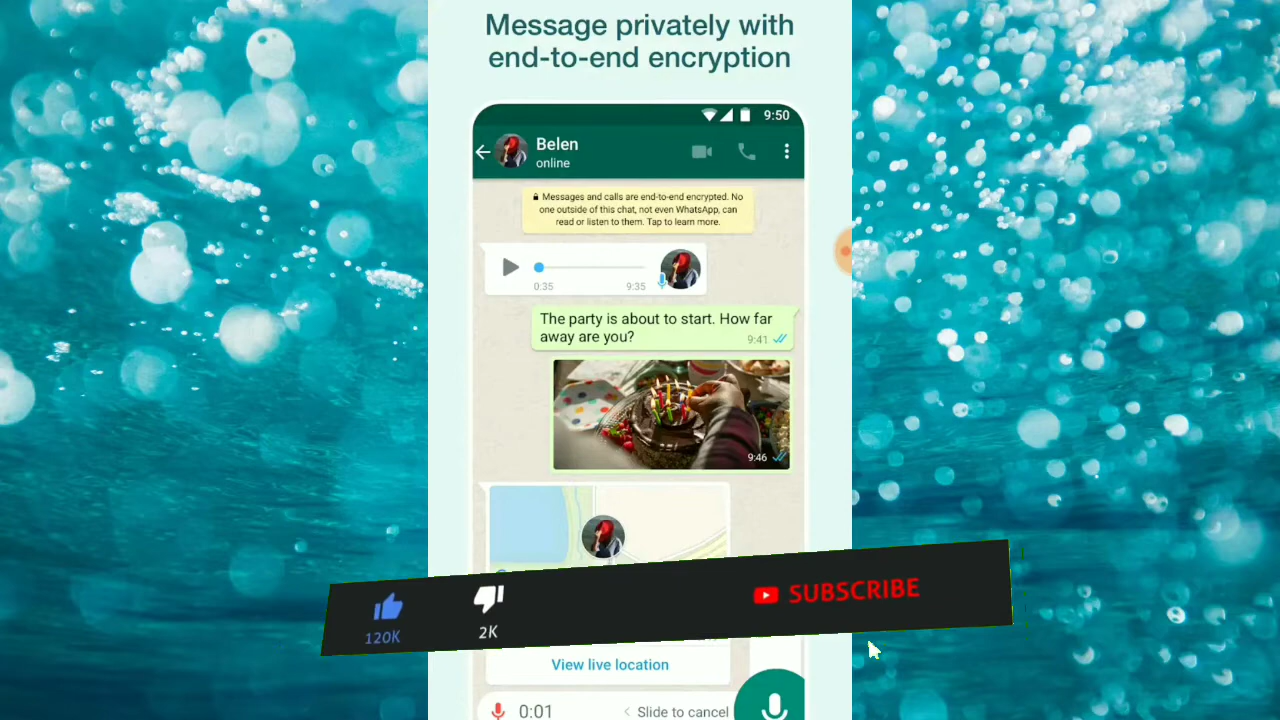 Message privately with
end-to-end encryption
9:50
Belen
online
Messages and calls are end-to-end encrypted. No
one outside of this chat, not even WhatsApp, can
read or listen to them. Tap to learn more.
0:35
9:35
The party is about to start. How far
away are you?
9:41
9:46
120K
2K
SUBSCRIBE
View live location
0:01
Slide to cancel